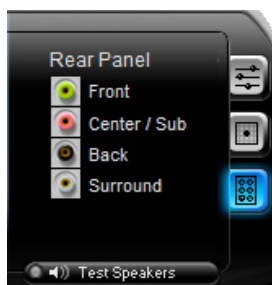 Rear Panel
Front
Center / Sub
Back
Surround
Test Speakers